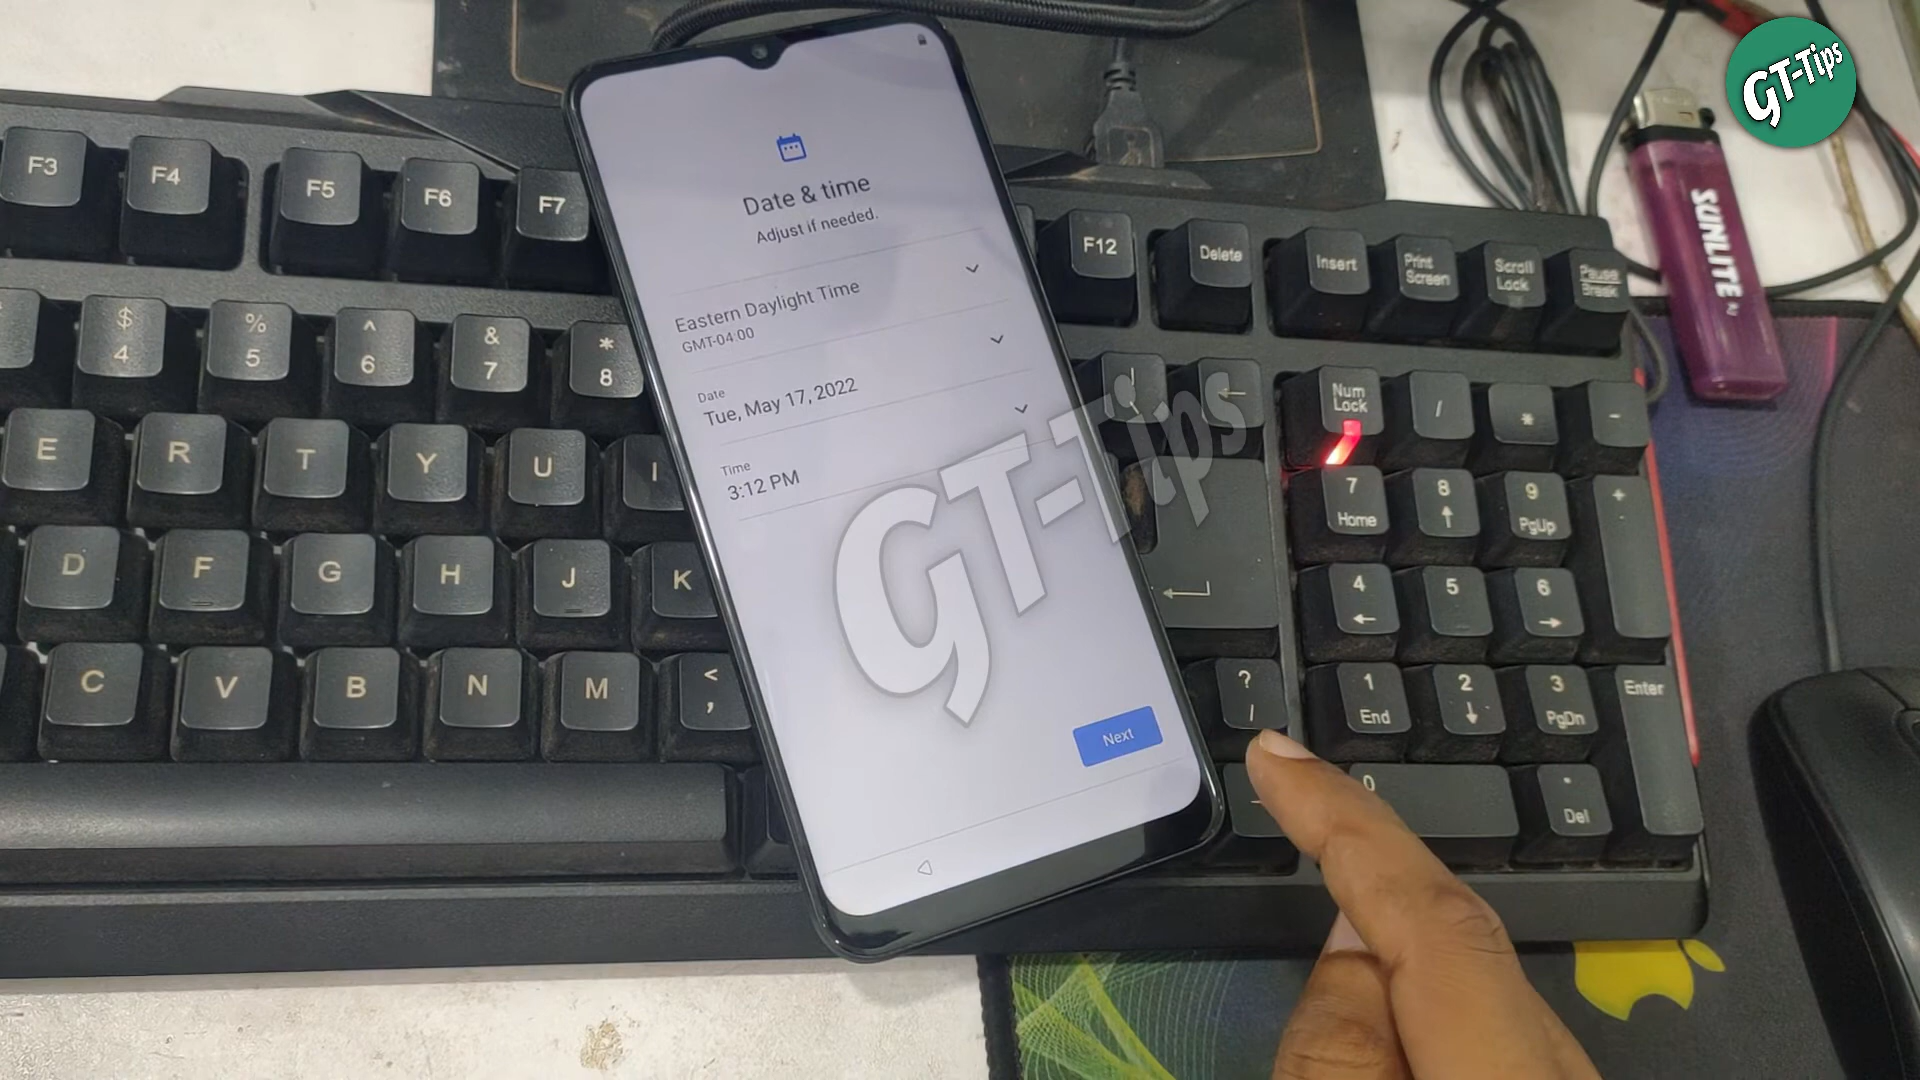 GT-Tips
Date & time
Adjust if needed.
Eastern Daylight Time
GMT-04:00
Date
Tue, May 17, 2022
Time
3:12 PM
Next
GT-Tips
SUNLITE
F3 F4 F5 F6 F7 F12 Delete Insert Print Screen Scroll Lock Pause Break
$ 4 % 5 ^ 6 & 7 * 8 Num Lock / * -
E R T Y U I 7 Home 8 9 PgUp +
D F G H J K 4 5 6
C V B N M < , ? / 1 End 2 3 PgDn Enter
0 Del